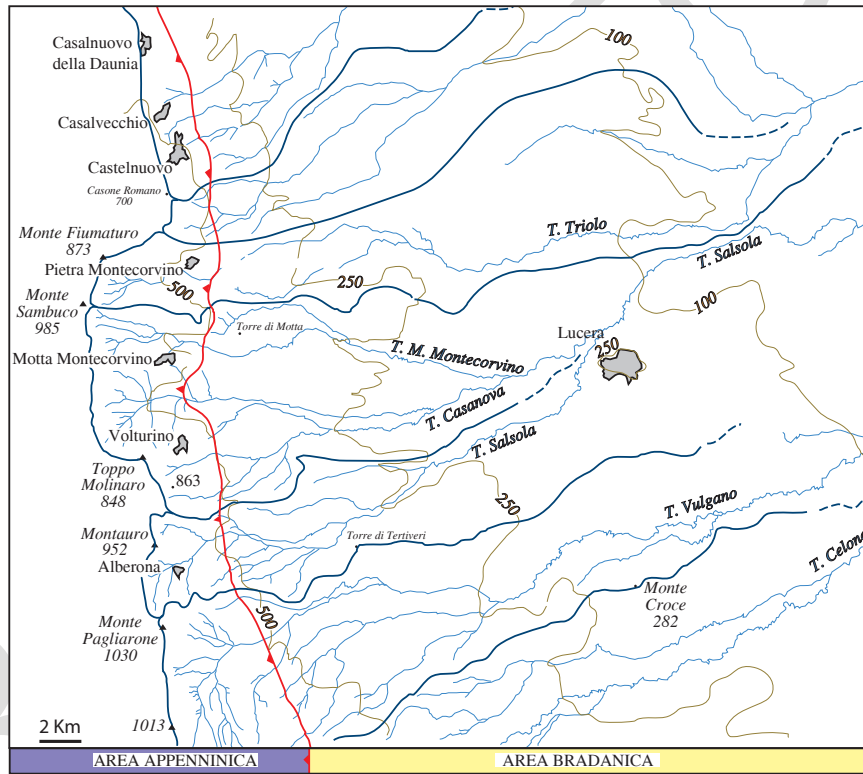 Casalnuovo
della Daunia
100
Casalvecchio
Castelnuovo
Casone Romano
700
Monte Fiumaturo
873
T. Triolo
T. Salsola
Pietra Montecorvino
500
250
Monte
Sambuco
985
100
Torre di Motta
Lucera
250
Motta Montecorvino
T. M. Montecorvino
T. Casanova
T. Salsola
Volturino
Toppo
Molinaro
848
863
250
T. Vulgano
Montauro
952
Torre di Tertiveri
T. Celone
Alberona
Monte
Croce
282
Monte
Pagliarone
1030
500
1013
2 Km
AREA APPENNINICA
AREA BRADANICA